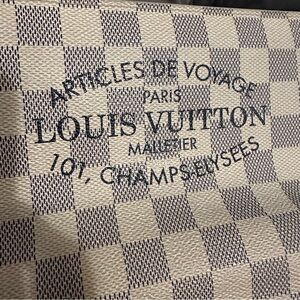 ARTICLES DE VOYAGE
PARIS
LOUIS VUITTON
MALLETIER
101, CHAMPS-ELYSEES